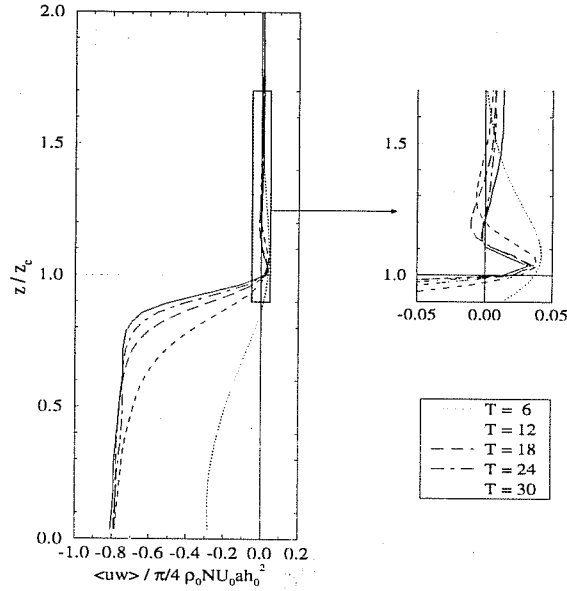 2.0
1.5
1.0
0.5
0.0
z / z_c
-1.0 -0.8 -0.6 -0.4 -0.2 0.0 0.2
<uw> / π/4 ρ₀NU₀ah₀²
1.5
1.0
-0.05 0.00 0.05
T = 6
T = 12
T = 18
T = 24
T = 30